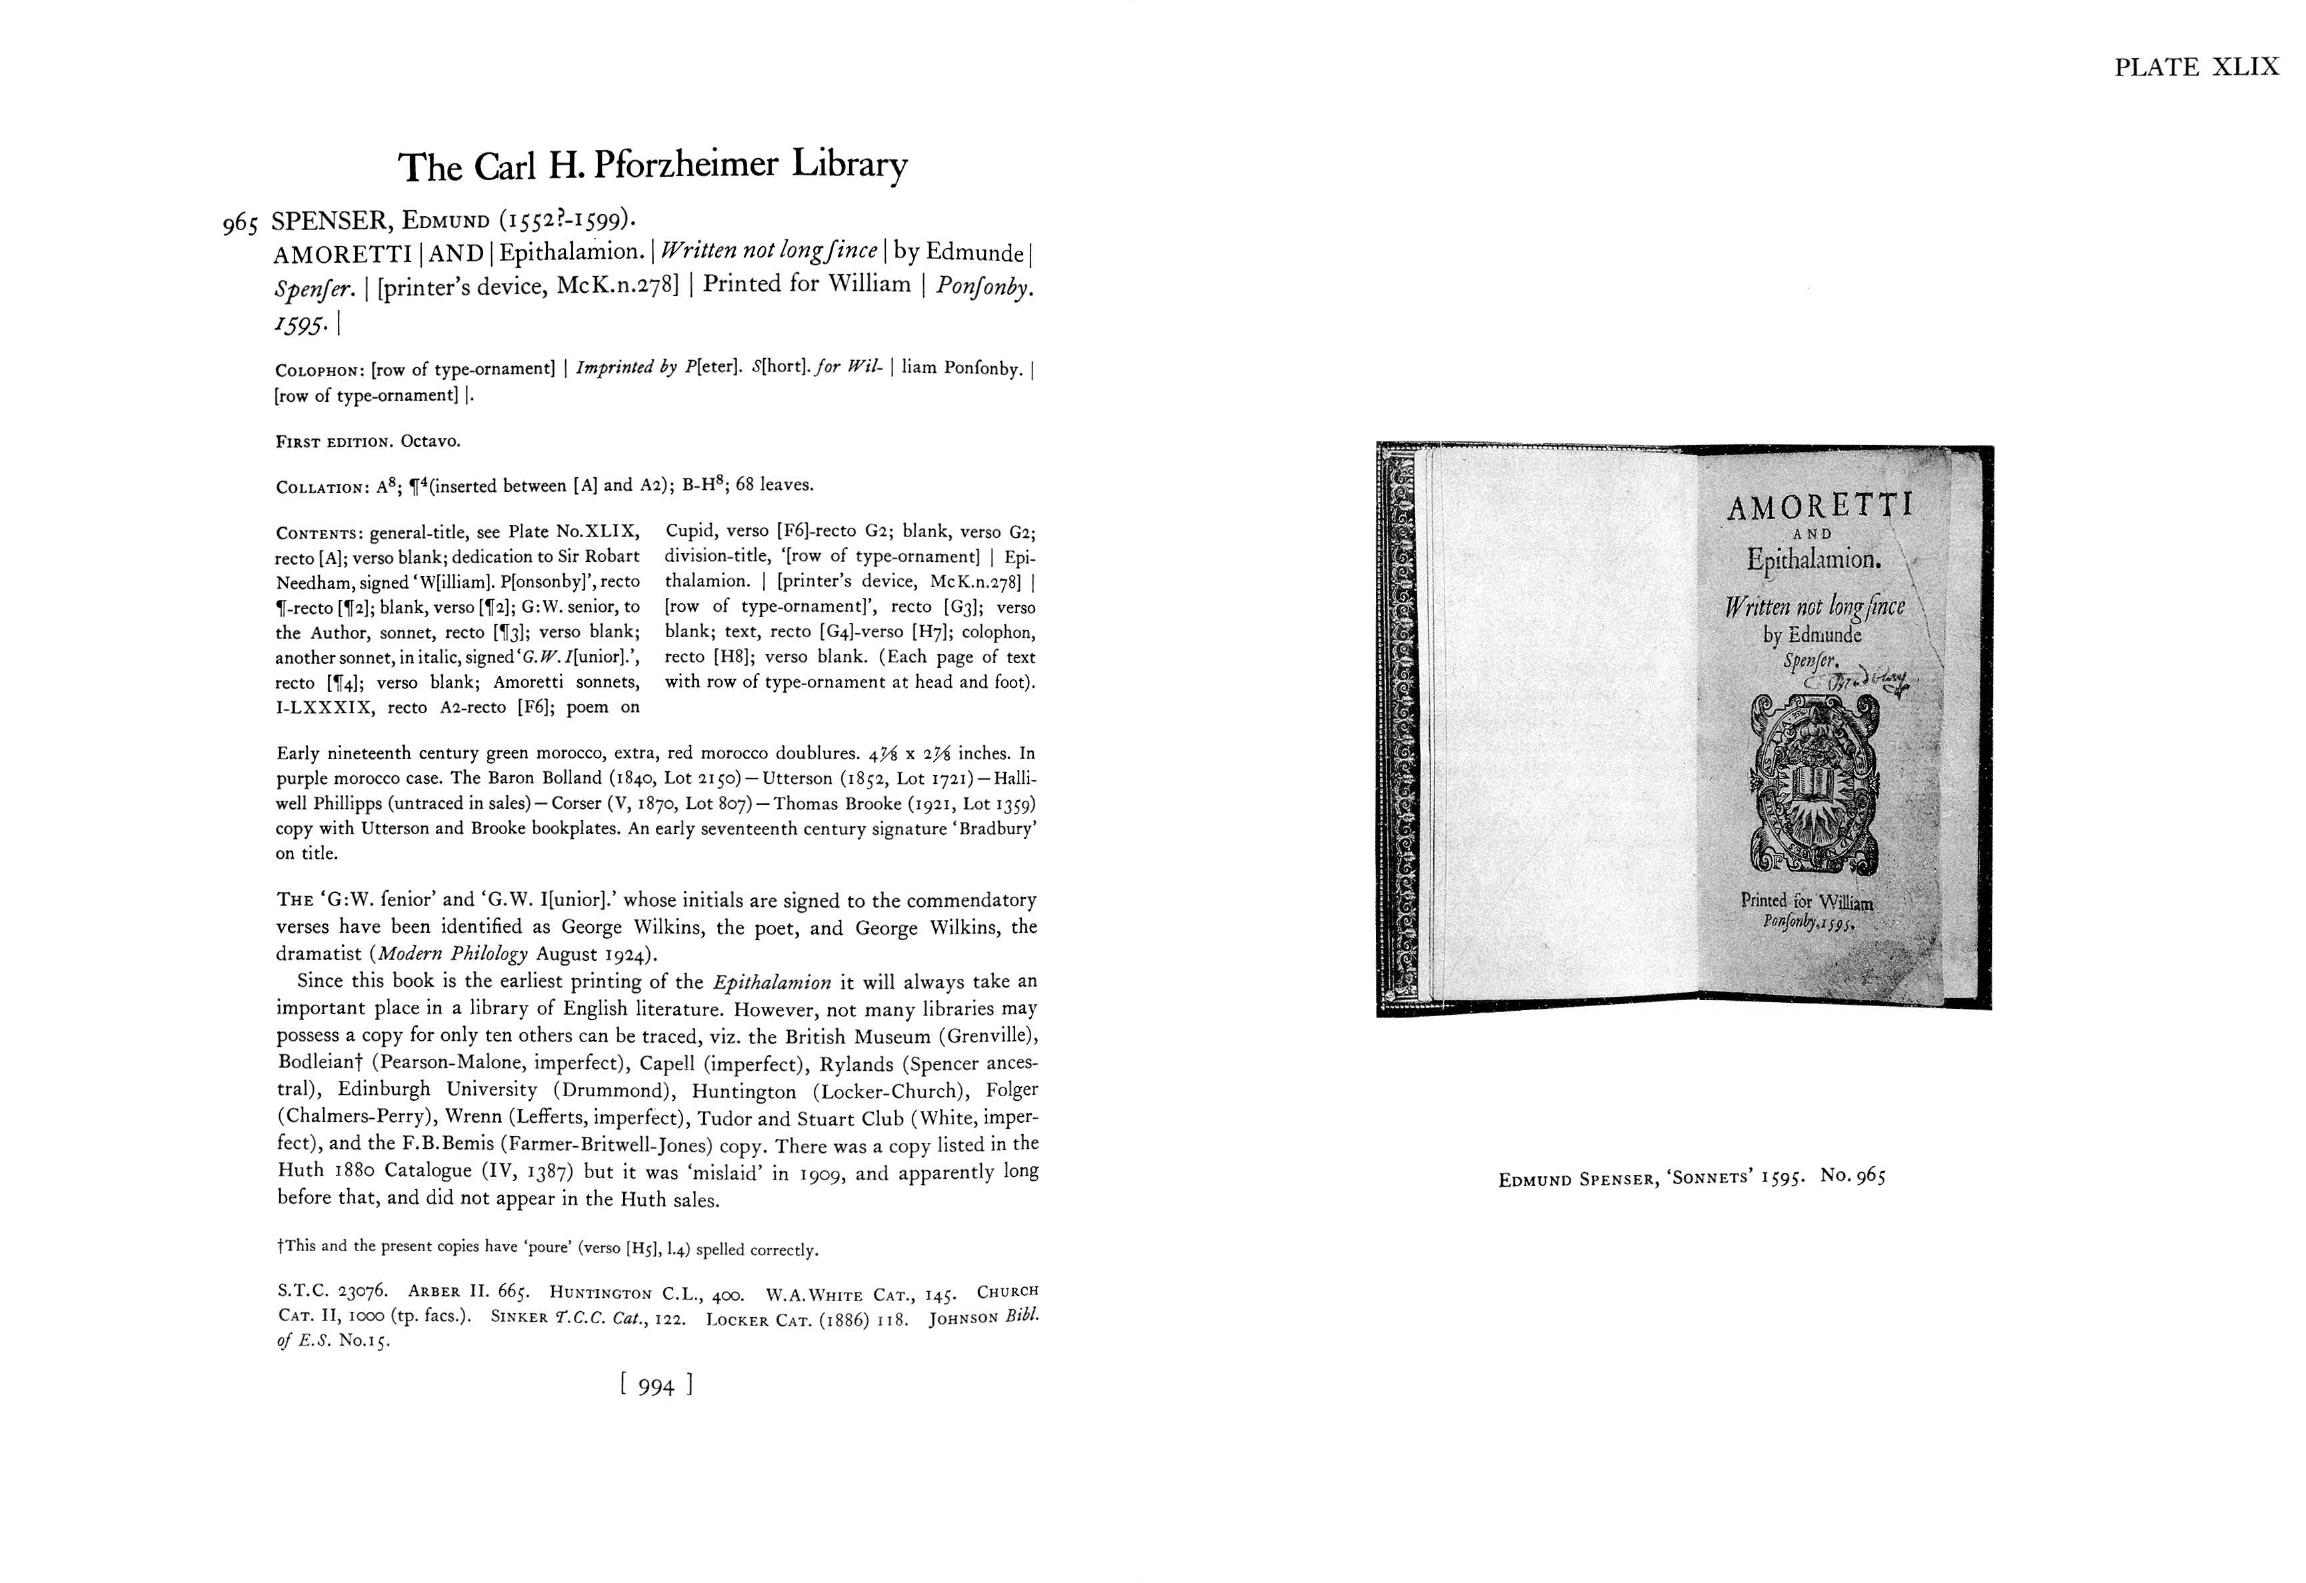 The Carl H. Pforzheimer Library
965 SPENSER, EDMUND (1552?-1599).
AMORETTI | AND | Epithalamion. | Written not long ſince | by Edmunde |
Spenſer. | [printer's device, McK.n.278] | Printed for William | Ponſonby.
1595. |
COLOPHON: [row of type-ornament] | Imprinted by P[eter]. S[hort]. for Wil- | liam Ponſonby. |
[row of type-ornament] |.
FIRST EDITION. Octavo.
COLLATION: A⁸; ¶⁴(inserted between [A] and A2); B-H⁸; 68 leaves.
CONTENTS: general-title, see Plate No.XLIX,
recto [A]; verso blank; dedication to Sir Robart
Needham, signed 'W[illiam]. P[onsonby]', recto
¶-recto [¶2]; blank, verso [¶2]; G:W. senior, to
the Author, sonnet, recto [¶3]; verso blank;
another sonnet, in italic, signed 'G.W. I[unior].',
recto [¶4]; verso blank; Amoretti sonnets,
I-LXXXIX, recto A2-recto [F6]; poem on
Cupid, verso [F6]-recto G2; blank, verso G2;
division-title, '[row of type-ornament] | Epi-
thalamion. | [printer's device, McK.n.278] |
[row of type-ornament]', recto [G3]; verso
blank; text, recto [G4]-verso [H7]; colophon,
recto [H8]; verso blank. (Each page of text
with row of type-ornament at head and foot).
Early nineteenth century green morocco, extra, red morocco doublures. 4⅞ x 2⅞ inches. In
purple morocco case. The Baron Bolland (1840, Lot 2150)—Utterson (1852, Lot 1721)—Halli-
well Phillipps (untraced in sales)—Corser (V, 1870, Lot 807)—Thomas Brooke (1921, Lot 1359)
copy with Utterson and Brooke bookplates. An early seventeenth century signature 'Bradbury'
on title.
THE 'G:W. ſenior' and 'G.W. I[unior].' whose initials are signed to the commendatory
verses have been identified as George Wilkins, the poet, and George Wilkins, the
dramatist (Modern Philology August 1924).
Since this book is the earliest printing of the Epithalamion it will always take an
important place in a library of English literature. However, not many libraries may
possess a copy for only ten others can be traced, viz. the British Museum (Grenville),
Bodleian† (Pearson-Malone, imperfect), Capell (imperfect), Rylands (Spencer ances-
tral), Edinburgh University (Drummond), Huntington (Locker-Church), Folger
(Chalmers-Perry), Wrenn (Lefferts, imperfect), Tudor and Stuart Club (White, imper-
fect), and the F.B.Bemis (Farmer-Britwell-Jones) copy. There was a copy listed in the
Huth 1880 Catalogue (IV, 1387) but it was 'mislaid' in 1909, and apparently long
before that, and did not appear in the Huth sales.
†This and the present copies have 'poure' (verso [H5], l.4) spelled correctly.
S.T.C. 23076. ARBER II. 665. HUNTINGTON C.L., 400. W.A.WHITE CAT., 145. CHURCH
CAT. II, 1000 (tp. facs.). SINKER T.C.C. Cat., 122. LOCKER CAT. (1886) 118. JOHNSON Bibl.
of E.S. No.15.
[ 994 ]
PLATE XLIX
AMORETTI
AND
Epithalamion.
Written not long ſince
by Edmunde
Spenſer.
Printed for William
Ponſonby. 1595.
EDMUND SPENSER, 'SONNETS' 1595. No. 965